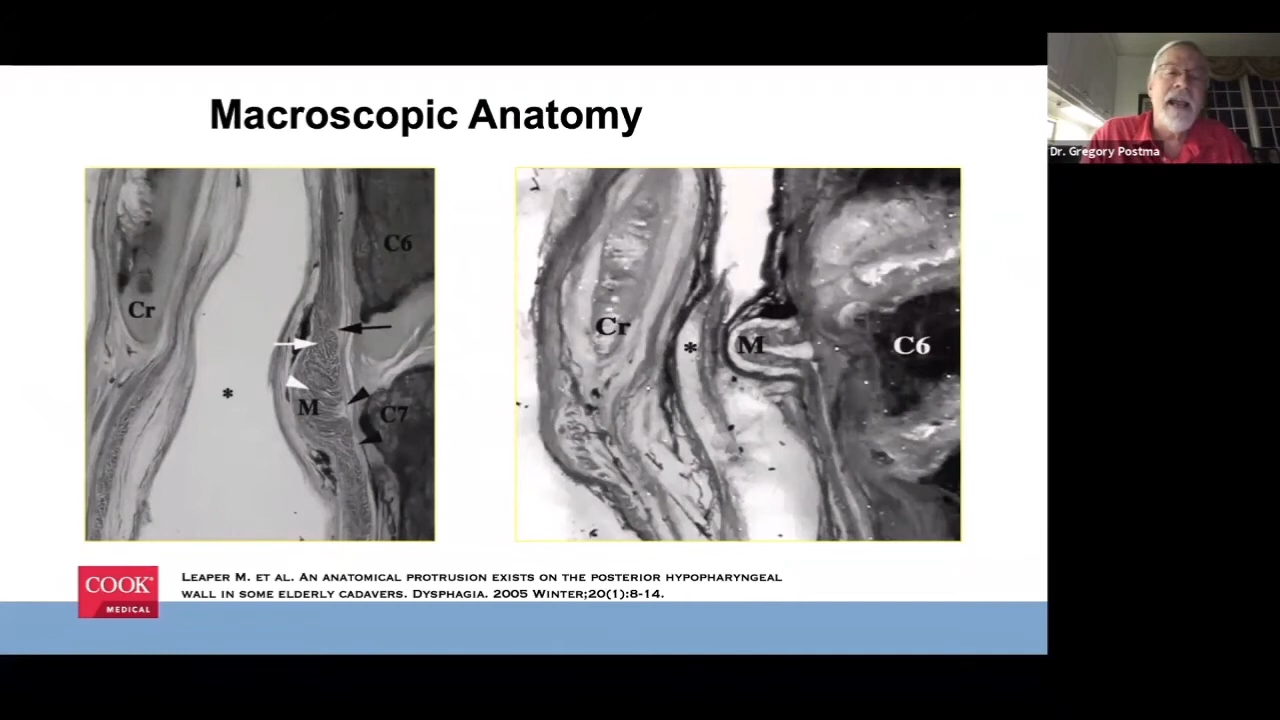 Macroscopic Anatomy
Dr. Gregory Postma
C6
Cr
*
M
C7
Cr
*
M
C6
COOK®
MEDICAL
LEAPER M. ET AL. AN ANATOMICAL PROTRUSION EXISTS ON THE POSTERIOR HYPOPHARYNGEAL
WALL IN SOME ELDERLY CADAVERS. DYSPHAGIA. 2005 WINTER;20(1):8-14.